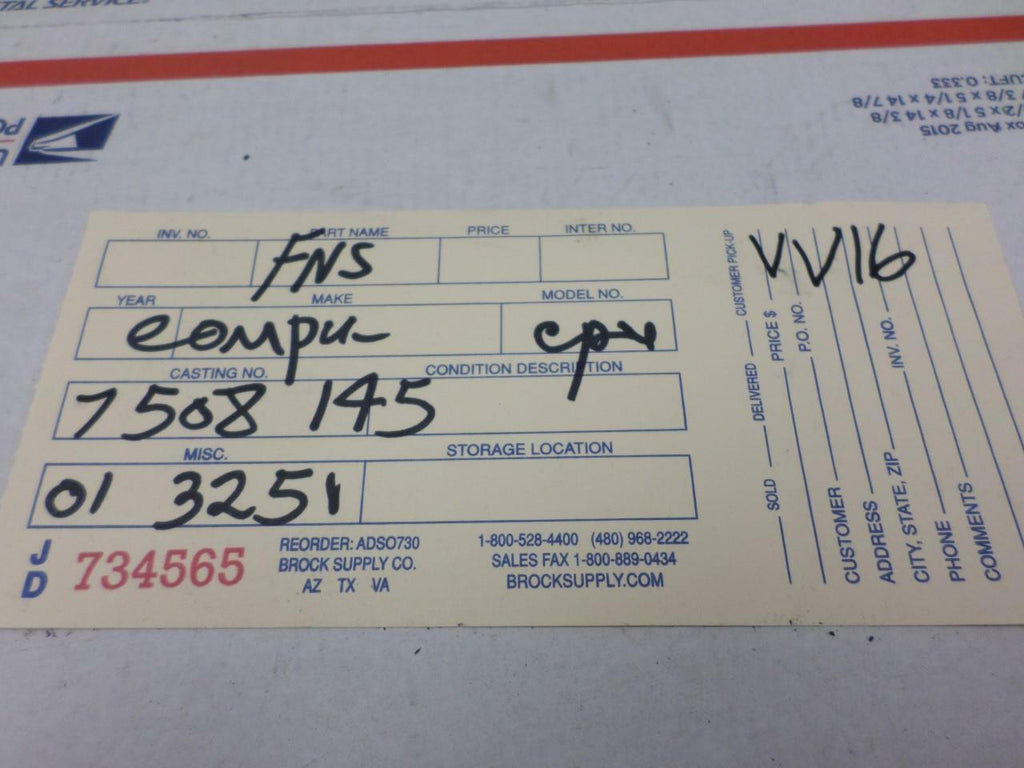 TAL SERVICE.
UFT: 0.333
3/8 x 5 1/4 x 14 7/8
/2 x 5 1/8 x 14 3/8
ox Aug 2015
INV. NO. PART NAME PRICE INTER NO.
FNS
YEAR MAKE MODEL NO.
compu- cpu
CASTING NO. CONDITION DESCRIPTION
7508 145
MISC. STORAGE LOCATION
01 3251
JD 734565
REORDER: ADSO730
BROCK SUPPLY CO.
AZ TX VA
1-800-528-4400 (480) 968-2222
SALES FAX 1-800-889-0434
BROCKSUPPLY.COM
VV16
SOLD DELIVERED CUSTOMER PICK-UP
PRICE $
P.O. NO.
CUSTOMER
ADDRESS INV. NO.
CITY, STATE, ZIP
PHONE
COMMENTS